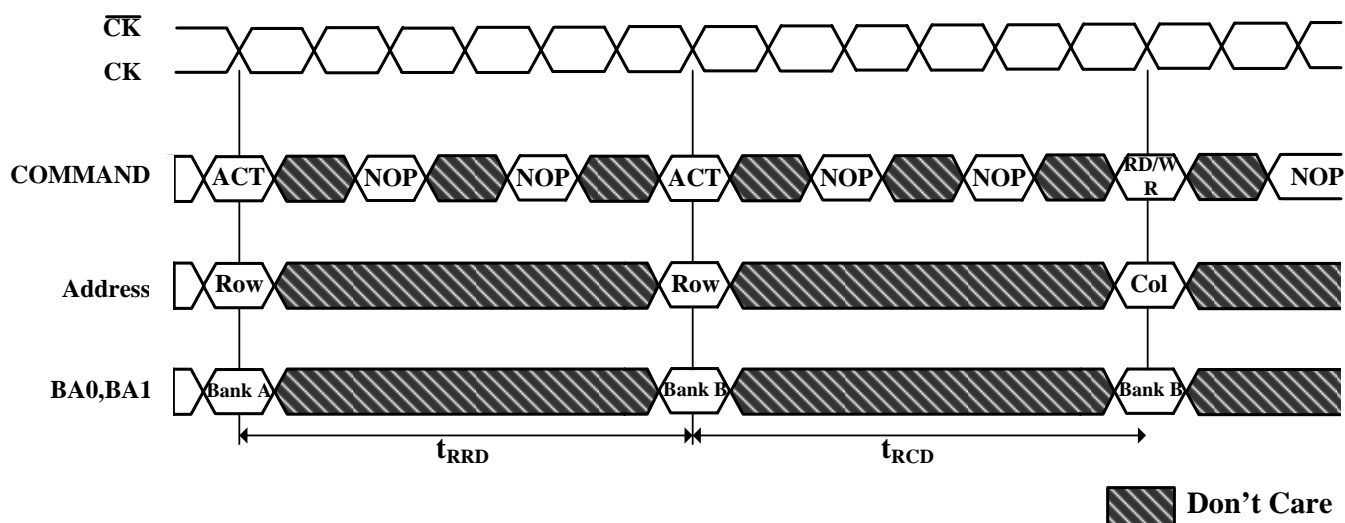 CK
CK
COMMAND
ACT NOP NOP ACT NOP NOP RD/W R NOP
Address
Row Row Col
BA0,BA1
Bank A Bank B Bank B
tRRD tRCD
Don't Care